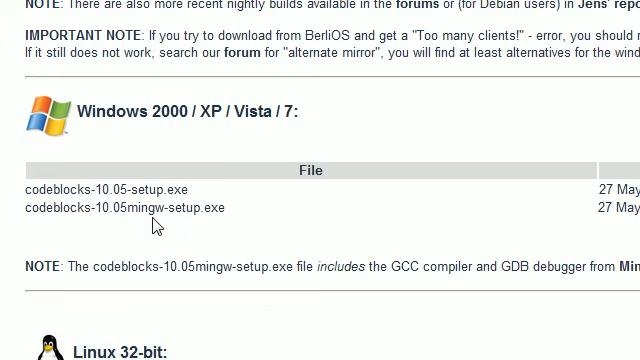 NOTE: There are also more recent nightly builds available in the forums or (for Debian users) in Jens' repo
IMPORTANT NOTE: If you try to download from BerliOS and get a "Too many clients!" - error, you should
If it still does not work, search our forum for "alternate mirror", you will find at least alternatives for the wind
Windows 2000 / XP / Vista / 7:
File
codeblocks-10.05-setup.exe 27 May
codeblocks-10.05mingw-setup.exe 27 May
NOTE: The codeblocks-10.05mingw-setup.exe file includes the GCC compiler and GDB debugger from Min
Linux 32-bit: